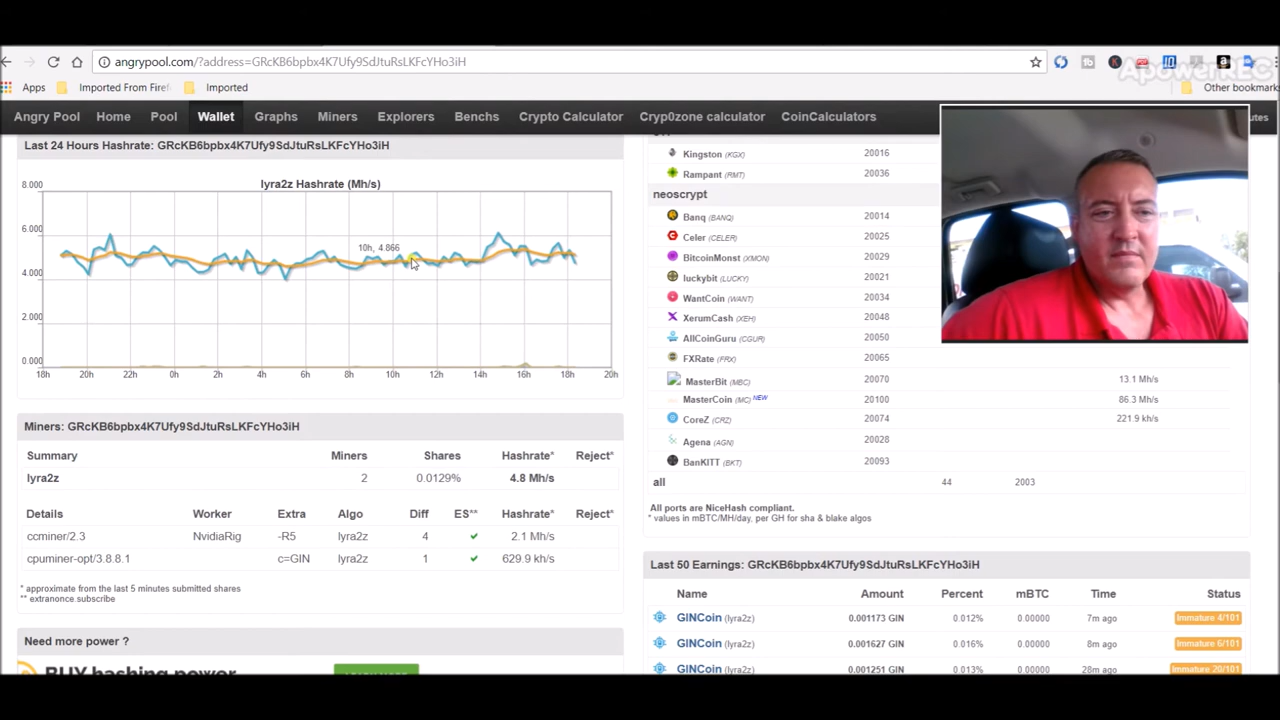 angrypool.com/?address=GRcKB6bpbx4K7Ufy9SdJtuRsLKFcYHo3iH
ApowerREC
Apps
Imported From Firef
Imported
Other bookmark
Angry Pool
Home
Pool
Wallet
Graphs
Miners
Explorers
Benchs
Crypto Calculator
Cryp0zone calculator
CoinCalculators
utes
Last 24 Hours Hashrate: GRcKB6bpbx4K7Ufy9SdJtuRsLKFcYHo3iH
lyra2z Hashrate (Mh/s)
8.000
6.000
4.000
2.000
0.000
10h, 4.866
18h 20h 22h 0h 2h 4h 6h 8h 10h 12h 14h 16h 18h 20h
Miners: GRcKB6bpbx4K7Ufy9SdJtuRsLKFcYHo3iH
Summary Miners Shares Hashrate* Reject*
lyra2z 2 0.0129% 4.8 Mh/s
Details Worker Extra Algo Diff ES** Hashrate* Reject*
ccminer/2.3 NvidiaRig -R5 lyra2z 4 ✓ 2.1 Mh/s
cpuminer-opt/3.8.8.1 c=GIN lyra2z 1 ✓ 629.9 kh/s
* approximate from the last 5 minutes submitted shares
** extranonce subscribe
Need more power ?
BUY hashing power
Kingston (KGX) 20016
Rampant (RMT) 20036
neoscrypt
Banq (BANQ) 20014
Celer (CELER) 20025
BitcoinMonst (XMON) 20029
luckybit (LUCKY) 20021
WantCoin (WANT) 20034
XerumCash (XEH) 20048
AllCoinGuru (CGUR) 20050
FXRate (FRX) 20065
MasterBit (MBC) 20070 13.1 Mh/s
MasterCoin (MC) NEW 20100 86.3 Mh/s
CoreZ (CRZ) 20074 221.9 kh/s
Agena (AGN) 20028
BanKITT (BKT) 20093
all 44 2003
All ports are NiceHash compliant.
* values in mBTC/MH/day, per GH for sha & blake algos
Last 50 Earnings: GRcKB6bpbx4K7Ufy9SdJtuRsLKFcYHo3iH
Name Amount Percent mBTC Time Status
GINCoin (lyra2z) 0.001173 GIN 0.012% 0.00000 7m ago Immature 4/101
GINCoin (lyra2z) 0.001627 GIN 0.016% 0.00000 8m ago Immature 6/101
GINCoin (lyra2z) 0.001251 GIN 0.013% 0.00000 28m ago Immature 20/101